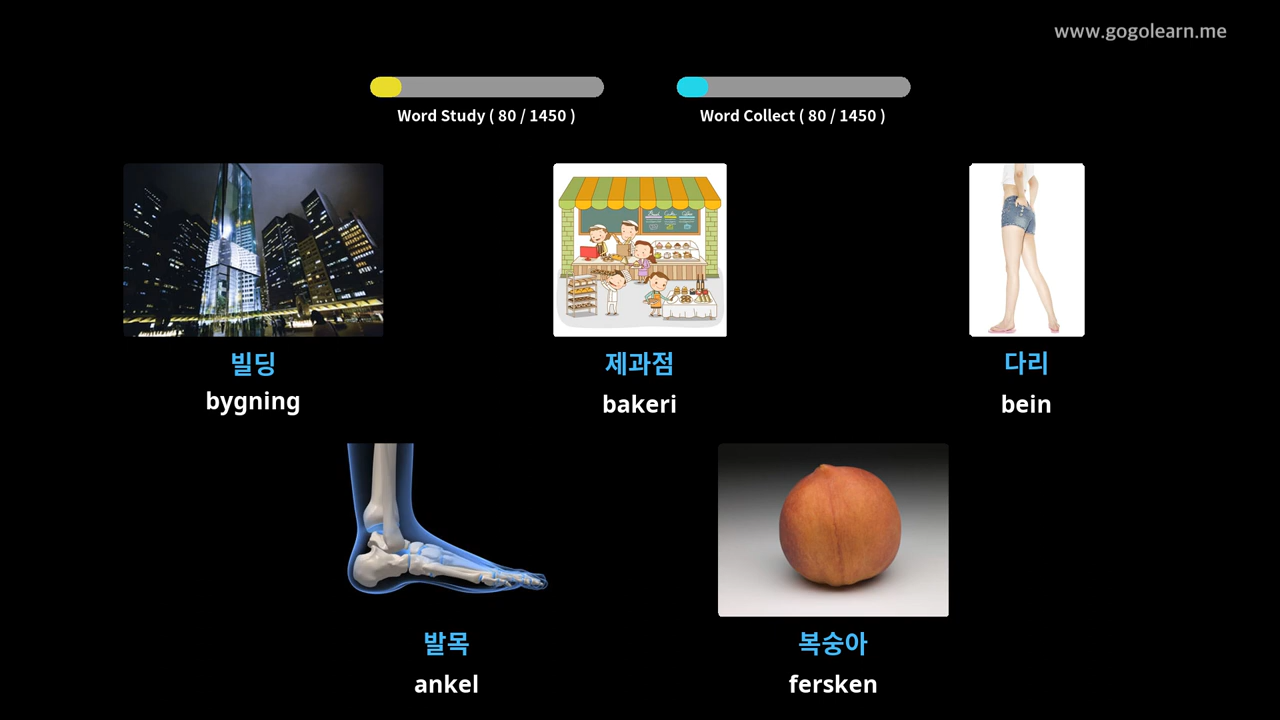 www.gogolearn.me
Word Study ( 80 / 1450 )
Word Collect ( 80 / 1450 )
빌딩
bygning
제과점
bakeri
다리
bein
발목
ankel
복숭아
fersken